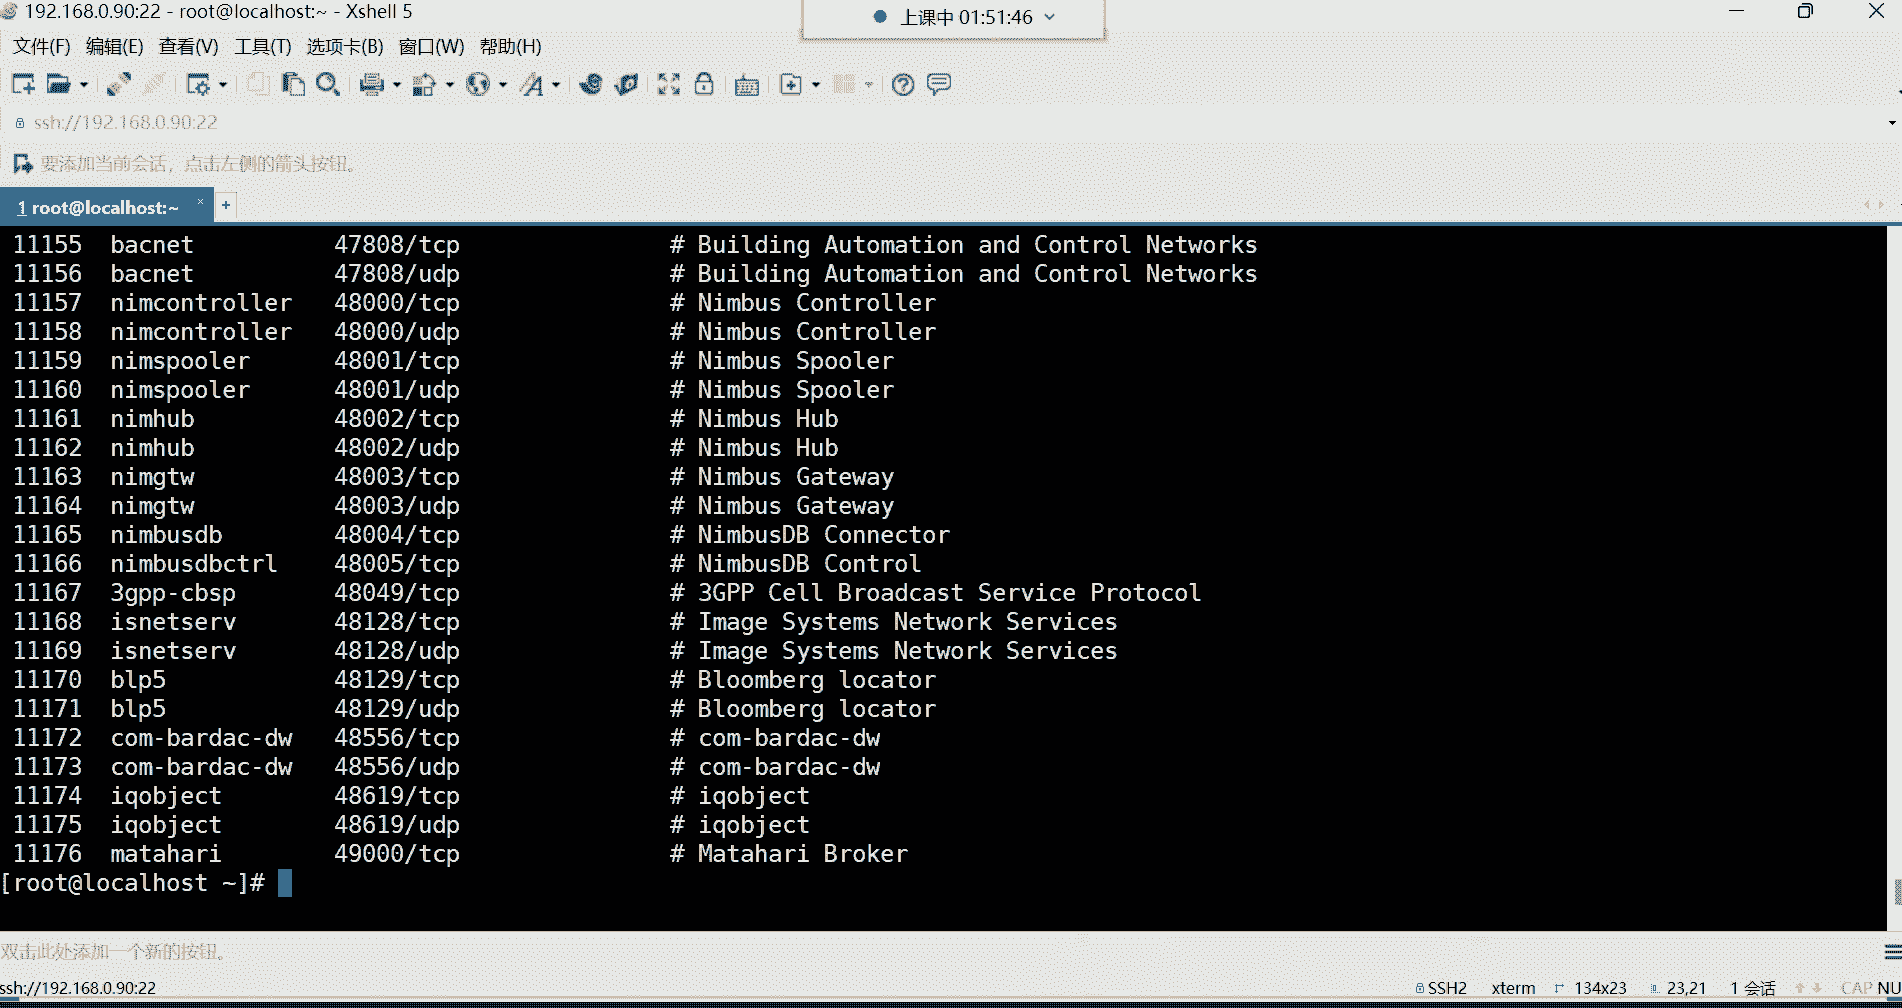 192.168.0.90:22 - root@localhost:~ - Xshell 5
上课中 01:51:46
文件(F) 编辑(E) 查看(V) 工具(T) 选项卡(B) 窗口(W) 帮助(H)
ssh://192.168.0.90:22
要添加当前会话，点击左侧的箭头按钮。
1 root@localhost:~ × +
11155 bacnet 47808/tcp # Building Automation and Control Networks
11156 bacnet 47808/udp # Building Automation and Control Networks
11157 nimcontroller 48000/tcp # Nimbus Controller
11158 nimcontroller 48000/udp # Nimbus Controller
11159 nimspooler 48001/tcp # Nimbus Spooler
11160 nimspooler 48001/udp # Nimbus Spooler
11161 nimhub 48002/tcp # Nimbus Hub
11162 nimhub 48002/udp # Nimbus Hub
11163 nimgtw 48003/tcp # Nimbus Gateway
11164 nimgtw 48003/udp # Nimbus Gateway
11165 nimbusdb 48004/tcp # NimbusDB Connector
11166 nimbusdbctrl 48005/tcp # NimbusDB Control
11167 3gpp-cbsp 48049/tcp # 3GPP Cell Broadcast Service Protocol
11168 isnetserv 48128/tcp # Image Systems Network Services
11169 isnetserv 48128/udp # Image Systems Network Services
11170 blp5 48129/tcp # Bloomberg locator
11171 blp5 48129/udp # Bloomberg locator
11172 com-bardac-dw 48556/tcp # com-bardac-dw
11173 com-bardac-dw 48556/udp # com-bardac-dw
11174 iqobject 48619/tcp # iqobject
11175 iqobject 48619/udp # iqobject
11176 matahari 49000/tcp # Matahari Broker
[root@localhost ~]#
双击此处添加一个新的按钮。
ssh://192.168.0.90:22 SSH2 xterm 134x23 23,21 1 会话 CAP NU